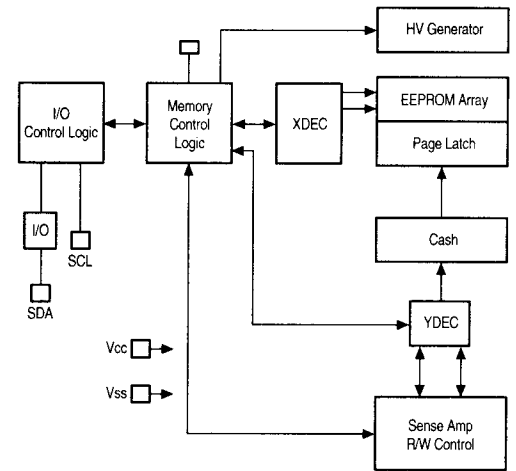 HV Generator
I/O
Control Logic
Memory
Control
Logic
XDEC
EEPROM Array
Page Latch
I/O
SCL
SDA
Cash
YDEC
Vcc
Vss
Sense Amp
R/W Control